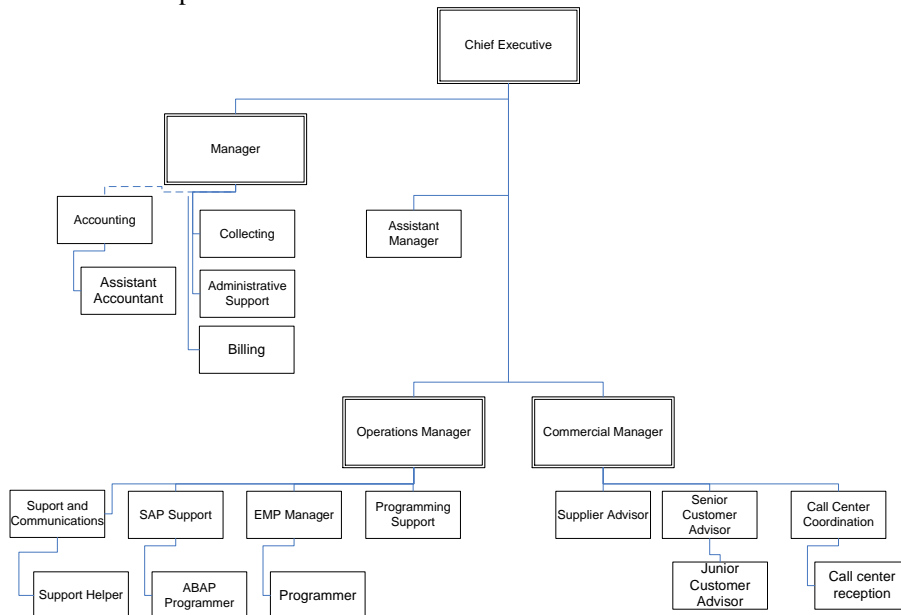 Chief Executive
Manager
Accounting
Collecting
Assistant
Manager
Assistant
Accountant
Administrative
Support
Billing
Operations Manager
Commercial Manager
Suport and
Communications
SAP Support
EMP Manager
Programming
Support
Supplier Advisor
Senior
Customer
Advisor
Call Center
Coordination
Support Helper
ABAP
Programmer
Programmer
Junior
Customer
Advisor
Call center
reception